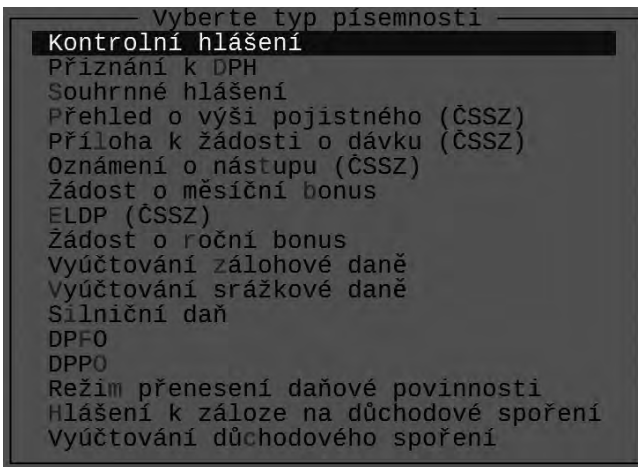 Vyberte typ písemnosti
Kontrolní hlášení
Přiznání k DPH
Souhrnné hlášení
Přehled o výši pojistného (ČSSZ)
Příloha k žádosti o dávku (ČSSZ)
Oznámení o nástupu (ČSSZ)
Žádost o měsíční bonus
ELDP (ČSSZ)
Žádost o roční bonus
Vyúčtování zálohové daně
Vyúčtování srážkové daně
Silniční daň
DPFO
DPPO
Režim přenesení daňové povinnosti
Hlášení k záloze na důchodové spoření
Vyúčtování důchodového spoření